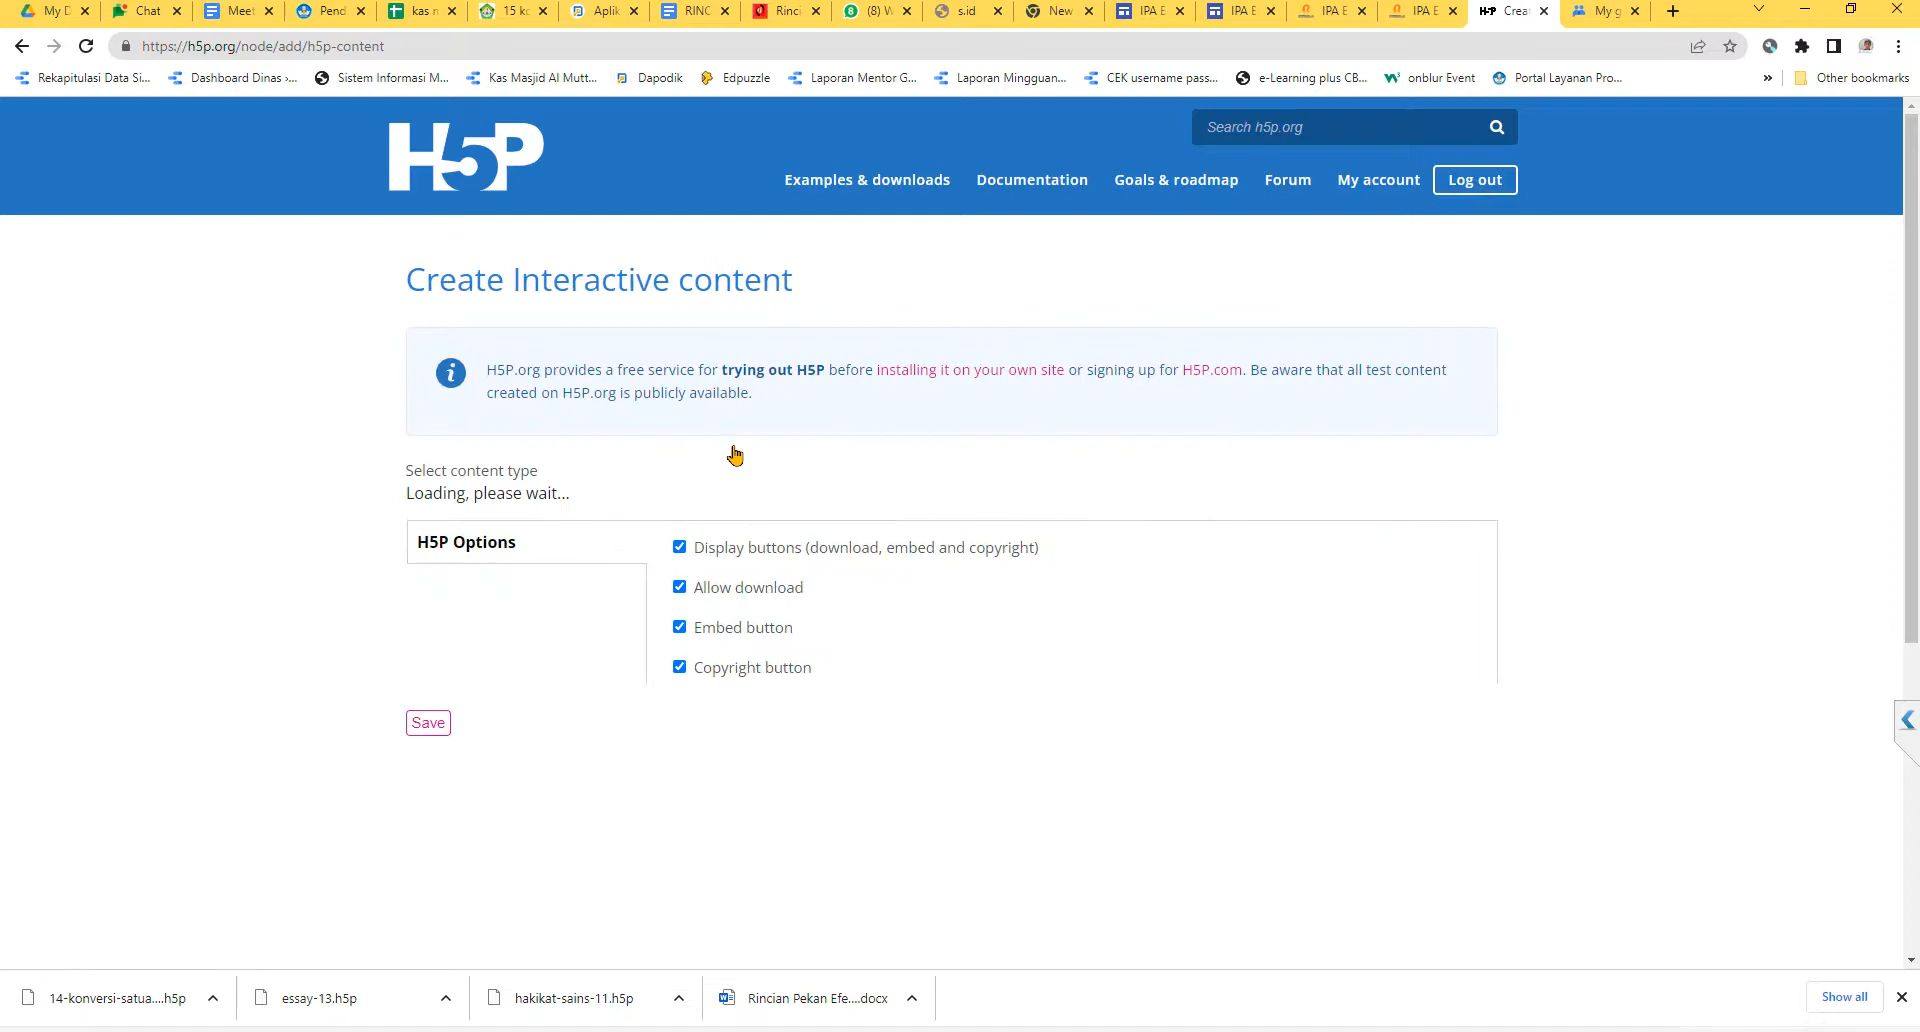 My D
Chat
Meet
Pend
kas n
15 kc
Aplik
RINC
Rinci
(8) W
s.id
New
IPA E
IPA E
IPA E
IPA E
Crea
My g
https://h5p.org/node/add/h5p-content
Rekapitulasi Data Si...
Dashboard Dinas ›...
Sistem Informasi M...
Kas Masjid Al Mutt...
Dapodik
Edpuzzle
Laporan Mentor G...
Laporan Mingguan...
CEK username pass...
e-Learning plus CB...
onblur Event
Portal Layanan Pro...
»
Other bookmarks
H5P
Search h5p.org
Examples & downloads
Documentation
Goals & roadmap
Forum
My account
Log out
Create Interactive content
H5P.org provides a free service for trying out H5P before installing it on your own site or signing up for H5P.com. Be aware that all test content
created on H5P.org is publicly available.
Select content type
Loading, please wait...
H5P Options
Display buttons (download, embed and copyright)
Allow download
Embed button
Copyright button
Save
14-konversi-satua....h5p
essay-13.h5p
hakikat-sains-11.h5p
Rincian Pekan Efe....docx
Show all